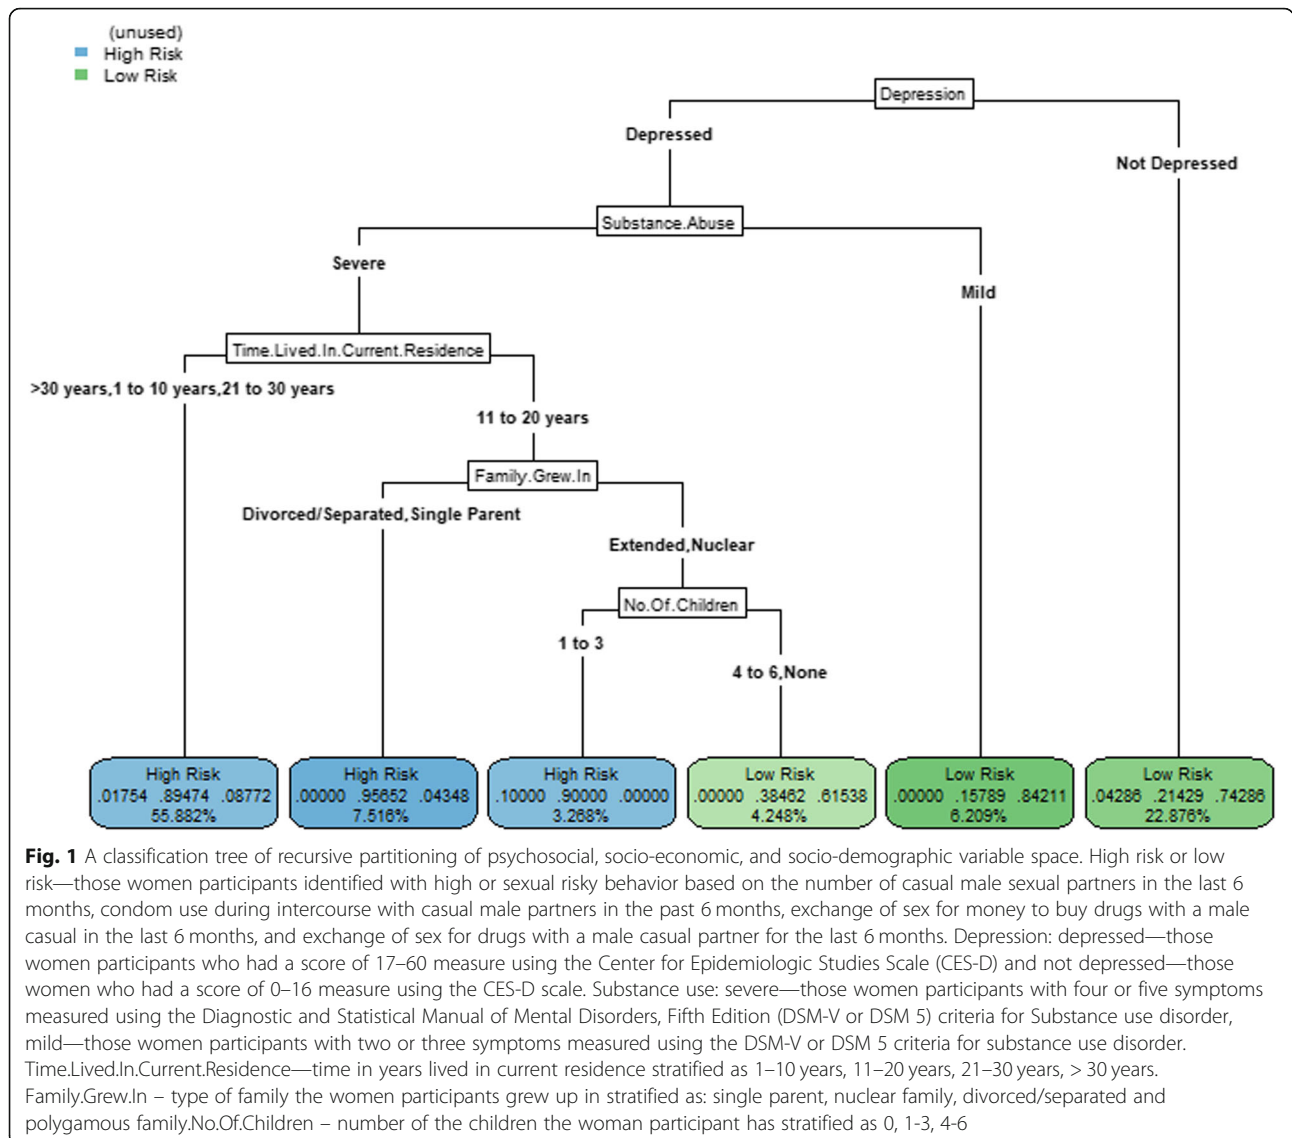 (unused)
High Risk
Low Risk
Depression
Depressed
Not Depressed
Substance.Abuse
Severe
Mild
Time.Lived.In.Current.Residence
>30 years,1 to 10 years,21 to 30 years
11 to 20 years
Family.Grew.In
Divorced/Separated,Single Parent
Extended,Nuclear
No.Of.Children
1 to 3
4 to 6,None
High Risk
.01754 .89474 .08772
55.882%
High Risk
.00000 .95652 .04348
7.516%
High Risk
.10000 .90000 .00000
3.268%
Low Risk
.00000 .38462 .61538
4.248%
Low Risk
.00000 .15789 .84211
6.209%
Low Risk
.04286 .21429 .74286
22.876%
Fig. 1 A classification tree of recursive partitioning of psychosocial, socio-economic, and socio-demographic variable space. High risk or low
risk—those women participants identified with high or sexual risky behavior based on the number of casual male sexual partners in the last 6
months, condom use during intercourse with casual male partners in the past 6 months, exchange of sex for money to buy drugs with a male
casual in the last 6 months, and exchange of sex for drugs with a male casual partner for the last 6 months. Depression: depressed—those
women participants who had a score of 17–60 measure using the Center for Epidemiologic Studies Scale (CES-D) and not depressed—those
women who had a score of 0–16 measure using the CES-D scale. Substance use: severe—those women participants with four or five symptoms
measured using the Diagnostic and Statistical Manual of Mental Disorders, Fifth Edition (DSM-V or DSM 5) criteria for Substance use disorder,
mild—those women participants with two or three symptoms measured using the DSM-V or DSM 5 criteria for substance use disorder.
Time.Lived.In.Current.Residence—time in years lived in current residence stratified as 1–10 years, 11–20 years, 21–30 years, > 30 years.
Family.Grew.In – type of family the women participants grew up in stratified as: single parent, nuclear family, divorced/separated and
polygamous family.No.Of.Children – number of the children the woman participant has stratified as 0, 1-3, 4-6